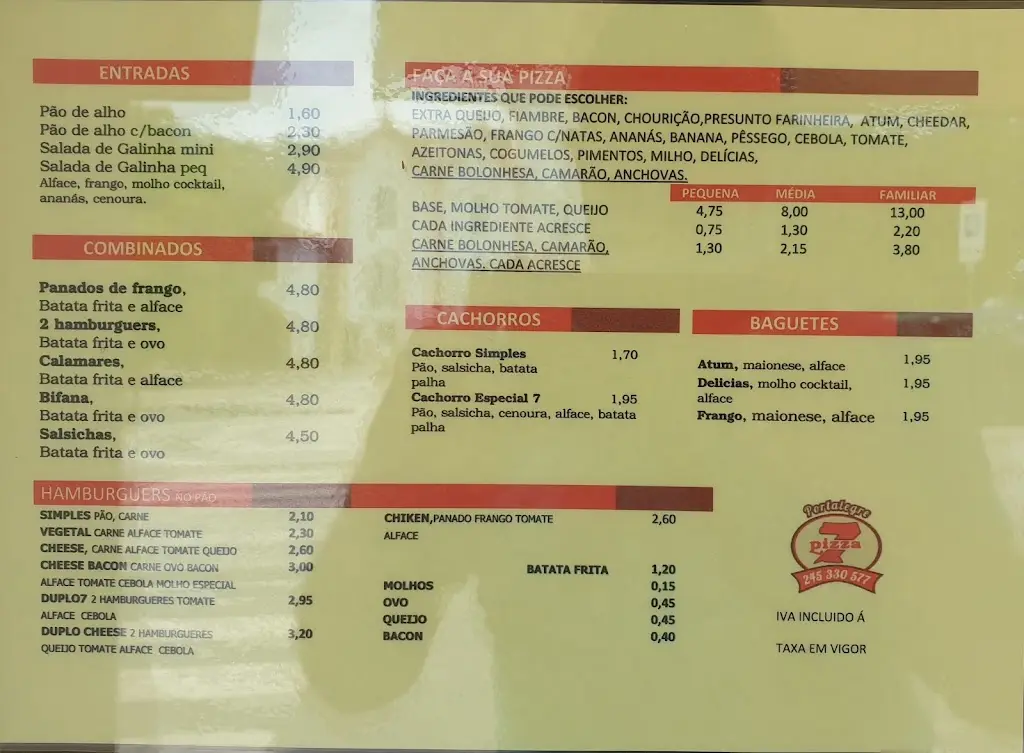 ENTRADAS
Pão de alho 1,60
Pão de alho c/bacon 2,30
Salada de Galinha mini 2,90
Salada de Galinha peq 4,90
Alface, frango, molho cocktail,
ananás, cenoura.
COMBINADOS
Panados de frango, 4,80
Batata frita e alface
2 hamburguers, 4,80
Batata frita e ovo
Calamares, 4,80
Batata frita e alface
Bifana, 4,80
Batata frita e ovo
Salsichas, 4,50
Batata frita e ovo
FAÇA A SUA PIZZA
INGREDIENTES QUE PODE ESCOLHER:
EXTRA QUEIJO, FIAMBRE, BACON, CHOURIÇÃO,PRESUNTO FARINHEIRA, ATUM, CHEEDAR,
PARMESÃO, FRANGO C/NATAS, ANANÁS, BANANA, PÊSSEGO, CEBOLA, TOMATE,
AZEITONAS, COGUMELOS, PIMENTOS, MILHO, DELÍCIAS,
CARNE BOLONHESA, CAMARÃO, ANCHOVAS.
PEQUENA MÉDIA FAMILIAR
BASE, MOLHO TOMATE, QUEIJO 4,75 8,00 13,00
CADA INGREDIENTE ACRESCE 0,75 1,30 2,20
CARNE BOLONHESA, CAMARÃO, 1,30 2,15 3,80
ANCHOVAS. CADA ACRESCE
CACHORROS
Cachorro Simples 1,70
Pão, salsicha, batata
palha
Cachorro Especial 7 1,95
Pão, salsicha, cenoura, alface, batata
palha
BAGUETES
Atum, maionese, alface 1,95
Delicias, molho cocktail, 1,95
alface
Frango, maionese, alface 1,95
HAMBURGUERS NO PÃO
SIMPLES PÃO, CARNE 2,10
VEGETAL CARNE ALFACE TOMATE 2,30
CHEESE, CARNE ALFACE TOMATE QUEIJO 2,60
CHEESE BACON CARNE OVO BACON 3,00
ALFACE TOMATE CEBOLA MOLHO ESPECIAL
DUPLO7 2 HAMBURGUERES TOMATE 2,95
ALFACE CEBOLA
DUPLO CHEESE 2 HAMBURGUERES 3,20
QUEIJO TOMATE ALFACE CEBOLA
CHIKEN,PANADO FRANGO TOMATE 2,60
ALFACE
BATATA FRITA 1,20
MOLHOS 0,15
OVO 0,45
QUEIJO 0,45
BACON 0,40
Portalegre
7
pizza
245 330 577
IVA INCLUIDO Á
TAXA EM VIGOR